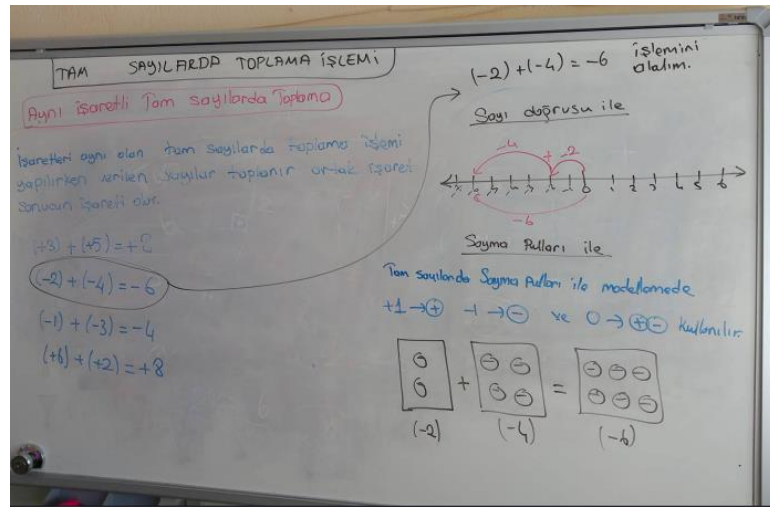 TAM SAYILARDA TOPLAMA İŞLEMİ
Aynı işaretli Tam sayılarda Toplama
İşaretleri aynı olan tam sayılarda toplama işlemi
yapılırken verilen sayılar toplanır ortak işaret
sonucun işareti olur.
(+3) + (+5) = +8
(-2) + (-4) = -6
(-1) + (-3) = -4
(+6) + (+2) = +8
(-2) + (-4) = -6 işlemini
alalım.
Sayı doğrusu ile
-4 + -2
0 1 2 3 4 5 6
-6
Sayma Pulları ile
Tam sayılarda Sayma Pulları ile modellemede
+1 → ⊕ -1 → ⊖ ve 0 → ⊕⊖ kullanılır.
+ =
(-2) (-4) (-6)